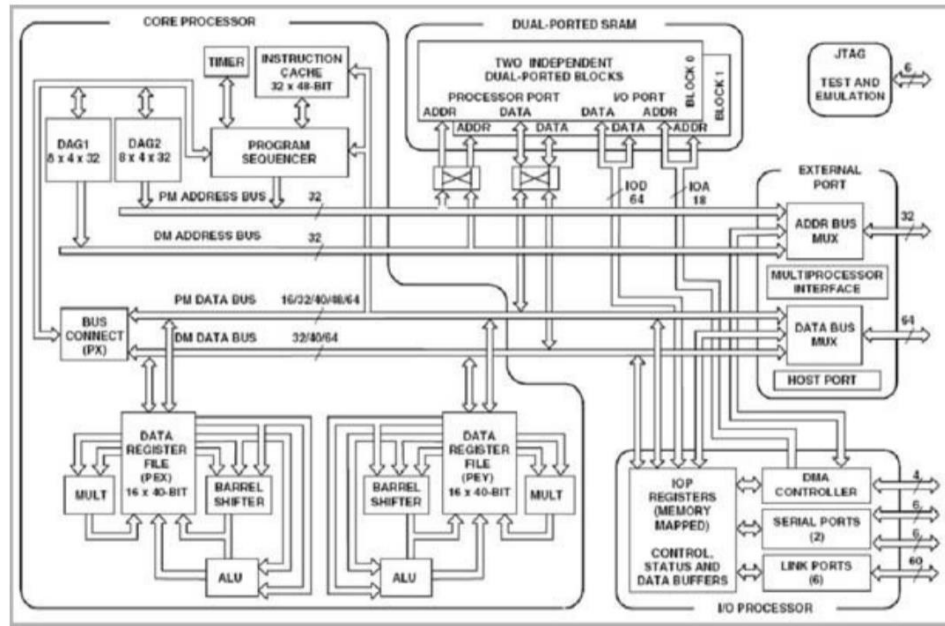 CORE PROCESSOR
TIMER
INSTRUCTION
CACHE
32 x 48-BIT
DAG1
8 x 4 x 32
DAG2
8 x 4 x 32
PROGRAM
SEQUENCER
PM ADDRESS BUS
32
DM ADDRESS BUS
32
PM DATA BUS
16/32/40/48/64
DM DATA BUS
32/40/64
BUS
CONNECT
(PX)
MULT
DATA
REGISTER
FILE
(PEX)
16 x 40-BIT
BARREL
SHIFTER
ALU
BARREL
SHIFTER
DATA
REGISTER
FILE
(PEY)
16 x 40-BIT
MULT
ALU
DUAL-PORTED SRAM
TWO INDEPENDENT
DUAL-PORTED BLOCKS
PROCESSOR PORT
I/O PORT
ADDR
DATA
DATA
ADDR
ADDR
DATA
DATA
ADDR
BLOCK 0
BLOCK 1
IOD
64
IOA
18
JTAG
TEST AND
EMULATION
6
EXTERNAL
PORT
ADDR BUS
MUX
32
MULTIPROCESSOR
INTERFACE
DATA BUS
MUX
64
HOST PORT
IOP
REGISTERS
(MEMORY
MAPPED)
CONTROL,
STATUS AND
DATA BUFFERS
DMA
CONTROLLER
4
SERIAL PORTS
(2)
6
6
LINK PORTS
(6)
60
I/O PROCESSOR